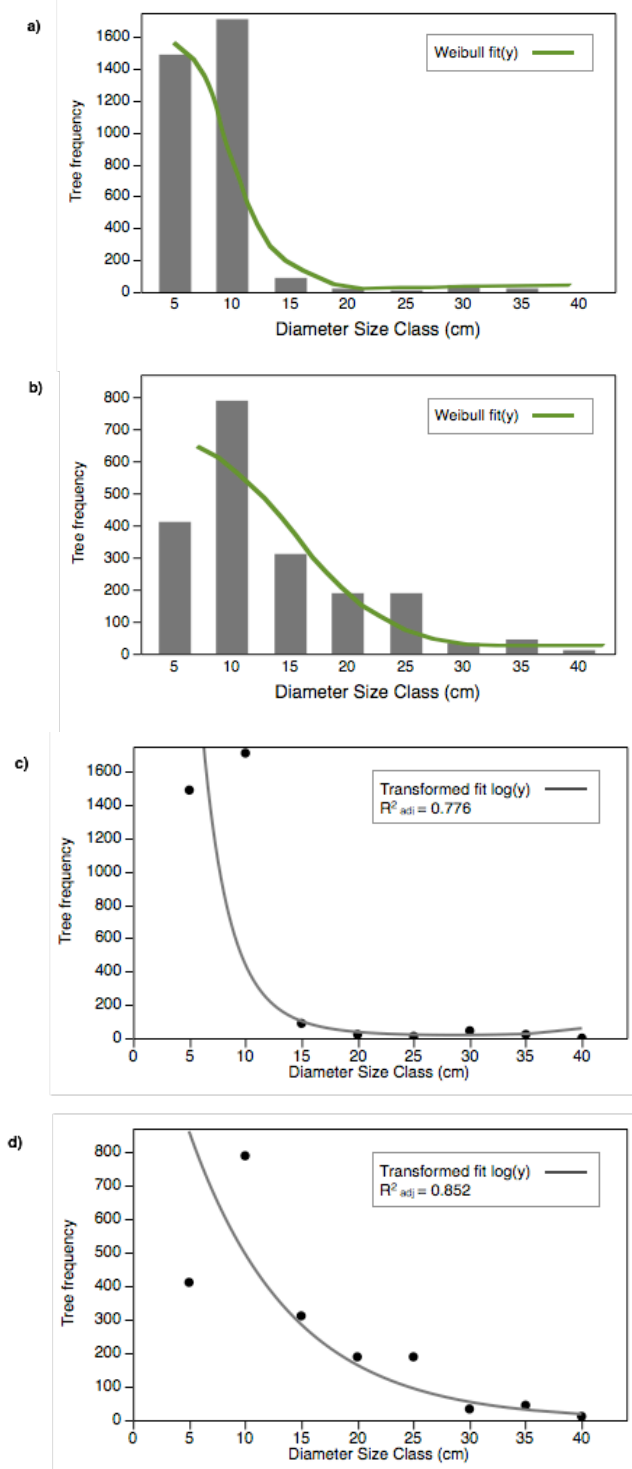 a)
1600
1400
1200
1000
800
600
400
200
0
Tree frequency
Weibull fit(y)
5 10 15 20 25 30 35 40
Diameter Size Class (cm)
b)
800
700
600
500
400
300
200
100
0
Tree frequency
Weibull fit(y)
5 10 15 20 25 30 35 40
Diameter Size Class (cm)
c)
1600
1400
1200
1000
800
600
400
200
0
Tree frequency
Transformed fit log(y)
R² adj = 0.776
0 5 10 15 20 25 30 35 40
Diameter Size Class (cm)
d)
800
700
600
500
400
300
200
100
0
Tree frequency
Transformed fit log(y)
R² adj = 0.852
0 5 10 15 20 25 30 35 40
Diameter Size Class (cm)